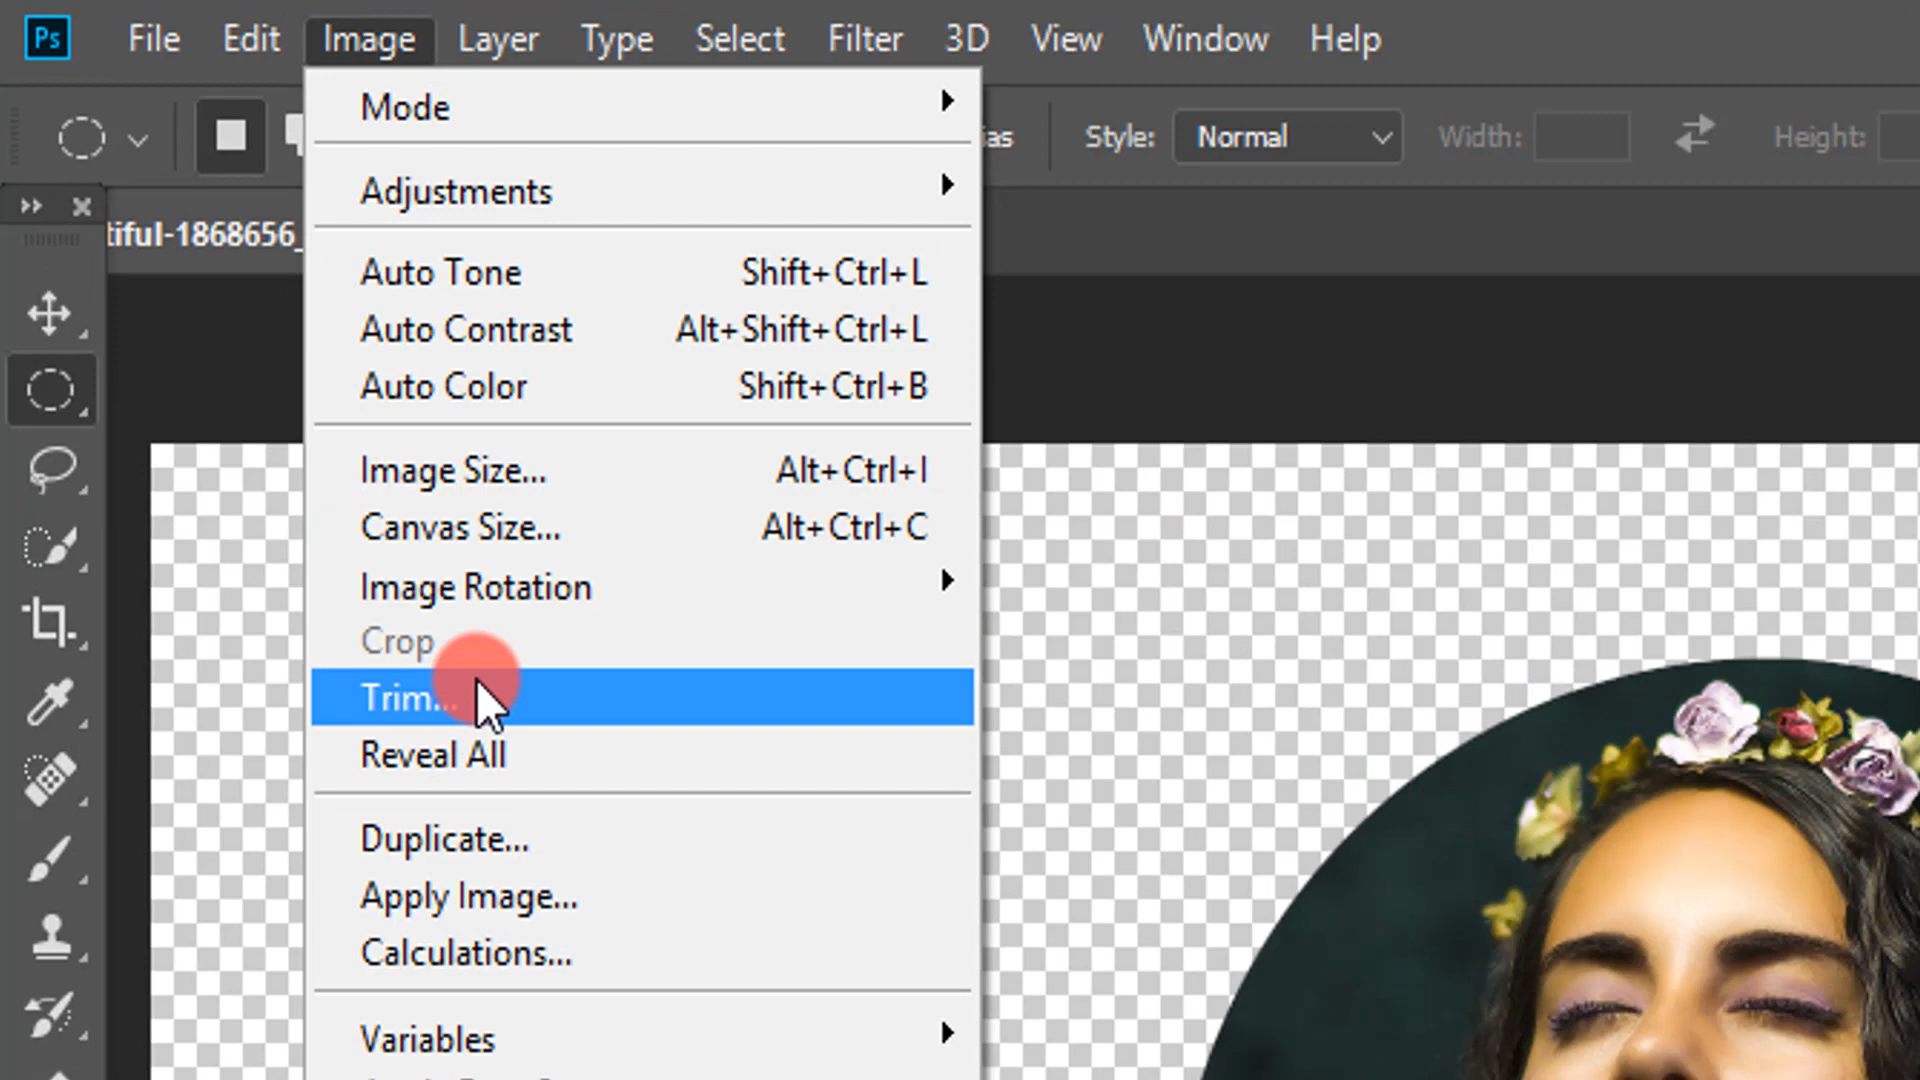 Ps File Edit Image Layer Type Select Filter 3D View Window Help
Mode
Style: Normal Width: Height:
Adjustments
tiful-1868656_
Auto Tone Shift+Ctrl+L
Auto Contrast Alt+Shift+Ctrl+L
Auto Color Shift+Ctrl+B
Image Size... Alt+Ctrl+I
Canvas Size... Alt+Ctrl+C
Image Rotation
Crop
Trim...
Reveal All
Duplicate...
Apply Image...
Calculations...
Variables